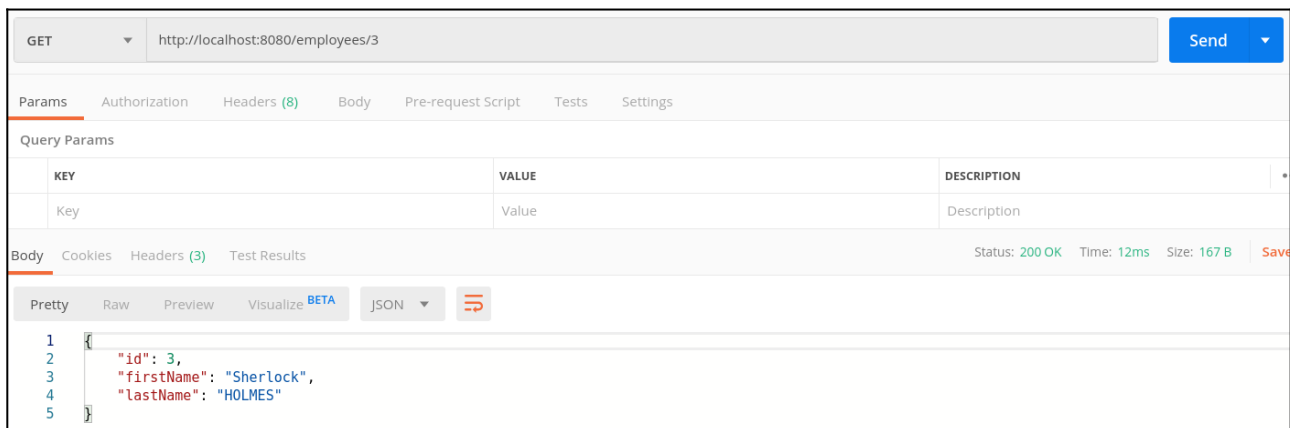 GET http://localhost:8080/employees/3 Send
Params Authorization Headers (8) Body Pre-request Script Tests Settings
Query Params
KEY VALUE DESCRIPTION
Key Value Description
Body Cookies Headers (3) Test Results Status: 200 OK Time: 12ms Size: 167 B Save
Pretty Raw Preview Visualize BETA JSON
1 {
2 "id": 3,
3 "firstName": "Sherlock",
4 "lastName": "HOLMES"
5 }